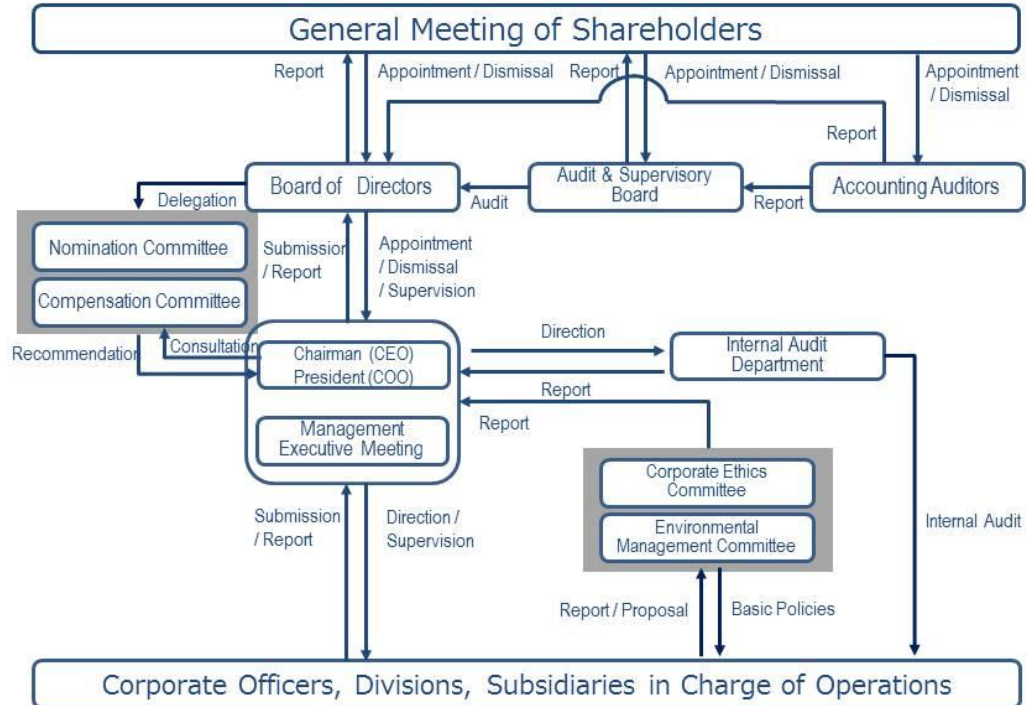 General Meeting of Shareholders
Report
Appointment / Dismissal
Report
Appointment / Dismissal
Appointment
/ Dismissal
Report
Board of Directors
Audit
Audit & Supervisory
Board
Report
Accounting Auditors
Delegation
Nomination Committee
Compensation Committee
Submission
/ Report
Appointment
/ Dismissal
/ Supervision
Recommendation
Consultation
Chairman (CEO)
President (COO)
Management
Executive Meeting
Direction
Internal Audit
Department
Report
Report
Corporate Ethics
Committee
Environmental
Management Committee
Internal Audit
Submission
/ Report
Direction /
Supervision
Report / Proposal
Basic Policies
Corporate Officers, Divisions, Subsidiaries in Charge of Operations